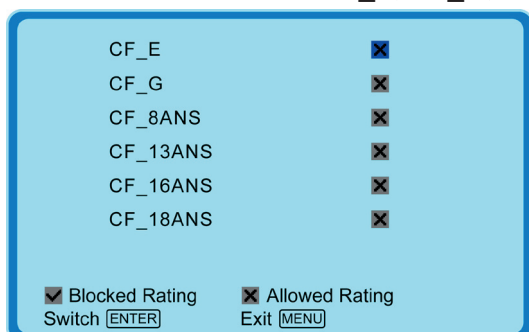 CF_E
CF_G
CF_8ANS
CF_13ANS
CF_16ANS
CF_18ANS
Blocked Rating Allowed Rating
Switch ENTER Exit MENU